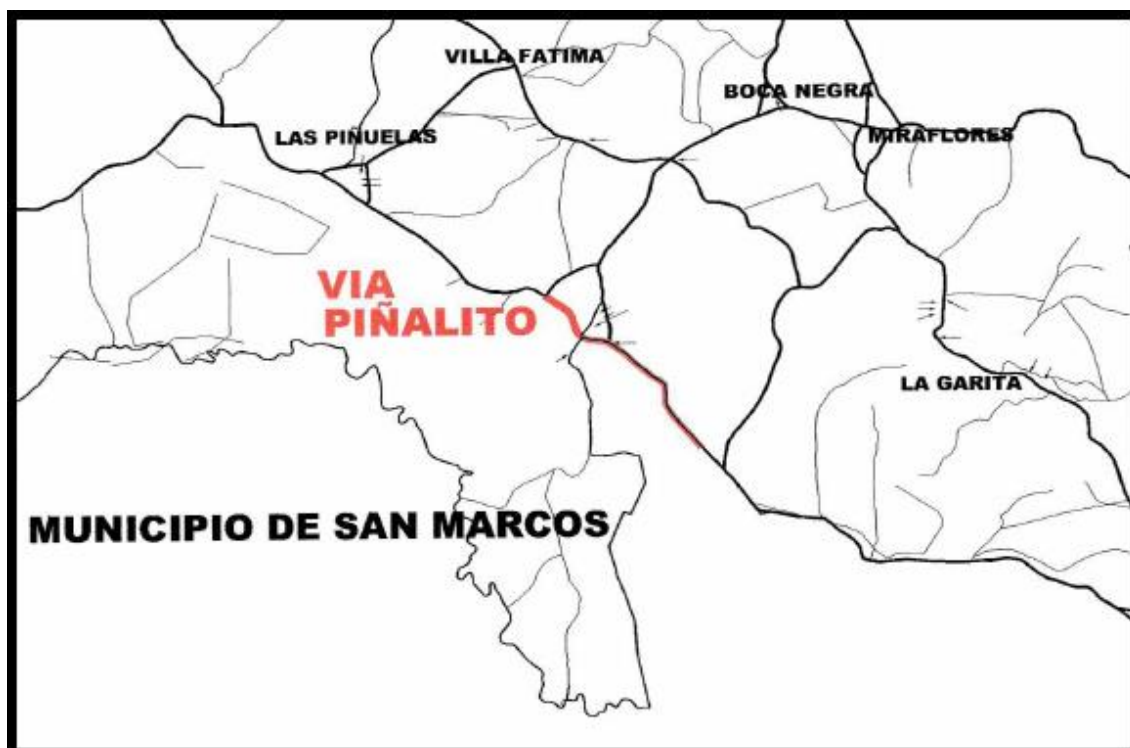 VILLA FATIMA
BOCA NEGRA
LAS PIÑUELAS
MIRAFLORES
VIA
PIÑALITO
LA GARITA
MUNICIPIO DE SAN MARCOS